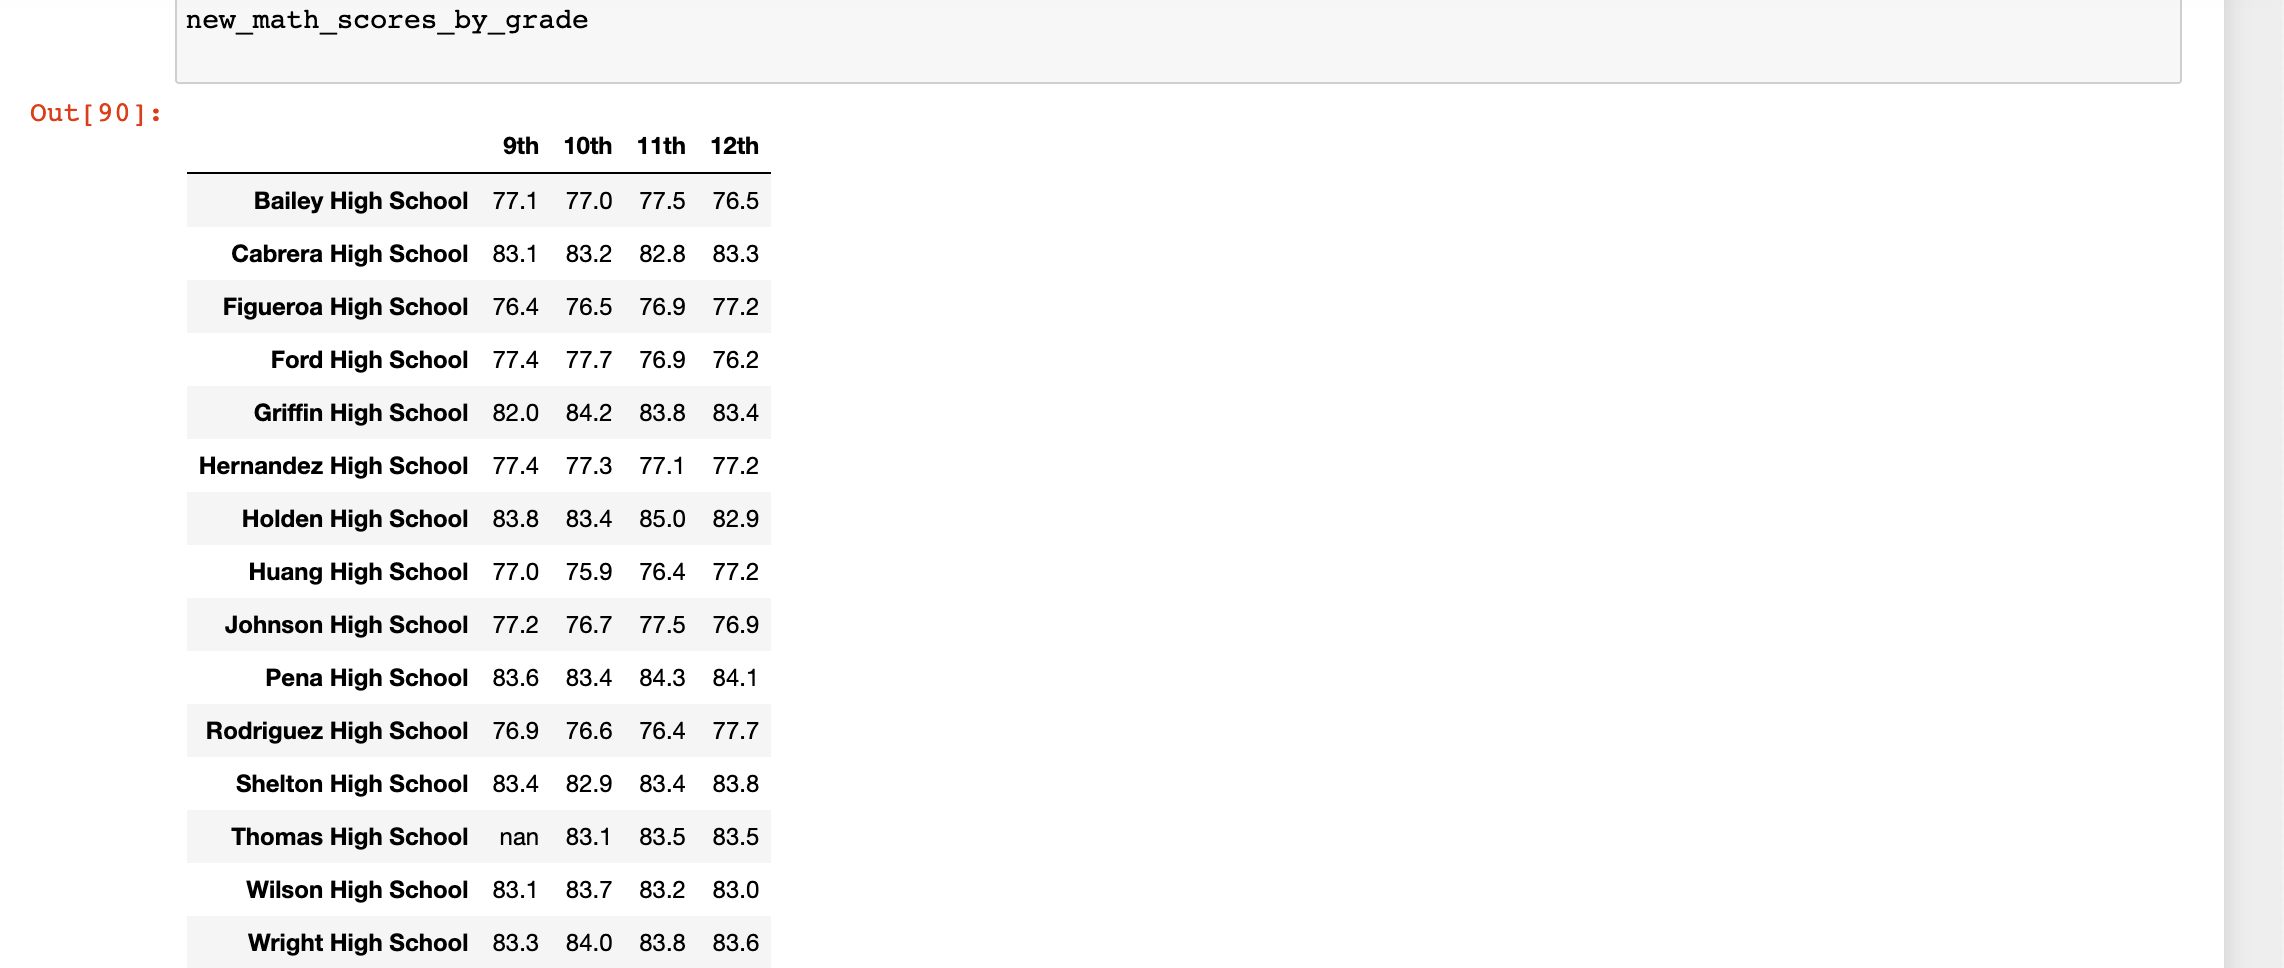 new_math_scores_by_grade
Out[90]:
9th 10th 11th 12th
Bailey High School 77.1 77.0 77.5 76.5
Cabrera High School 83.1 83.2 82.8 83.3
Figueroa High School 76.4 76.5 76.9 77.2
Ford High School 77.4 77.7 76.9 76.2
Griffin High School 82.0 84.2 83.8 83.4
Hernandez High School 77.4 77.3 77.1 77.2
Holden High School 83.8 83.4 85.0 82.9
Huang High School 77.0 75.9 76.4 77.2
Johnson High School 77.2 76.7 77.5 76.9
Pena High School 83.6 83.4 84.3 84.1
Rodriguez High School 76.9 76.6 76.4 77.7
Shelton High School 83.4 82.9 83.4 83.8
Thomas High School nan 83.1 83.5 83.5
Wilson High School 83.1 83.7 83.2 83.0
Wright High School 83.3 84.0 83.8 83.6